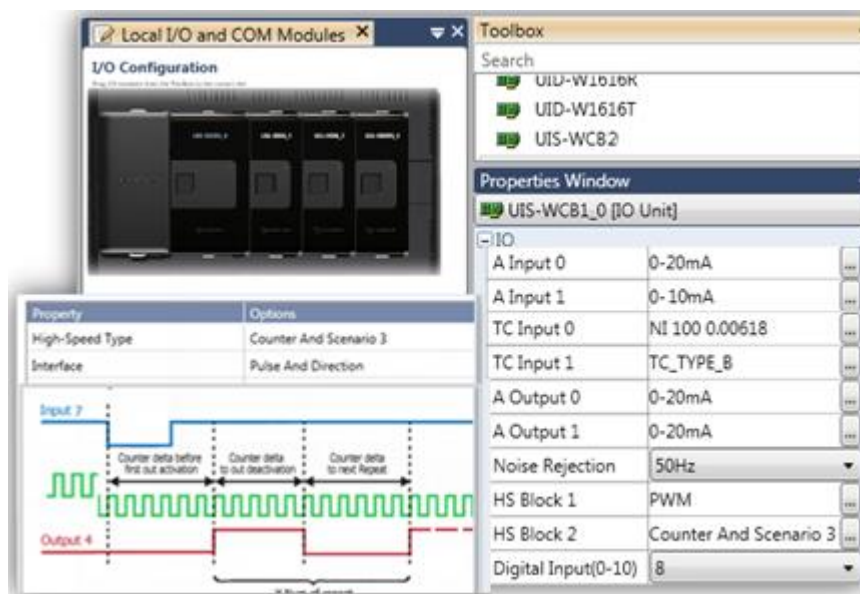 Local I/O and COM Modules
I/O Configuration
Toolbox
Search
UID-W1616R
UID-W1616T
UIS-WCB2
Properties Window
UIS-WCB1_0 [IO Unit]
IO
A Input 0 0-20mA ...
A Input 1 0-10mA ...
TC Input 0 NI 100 0.00618 ...
TC Input 1 TC_TYPE_B ...
A Output 0 0-20mA ...
A Output 1 0-20mA ...
Noise Rejection 50Hz
HS Block 1 PWM ...
HS Block 2 Counter And Scenario 3 ...
Digital Input(0-10) 8
Property Options
High-Speed Type Counter And Scenario 3
Interface Pulse And Direction
Input 7
Counter delta before
first out activation
Counter delta
to out deactivation
Counter delta
to next Repeat
Output 4